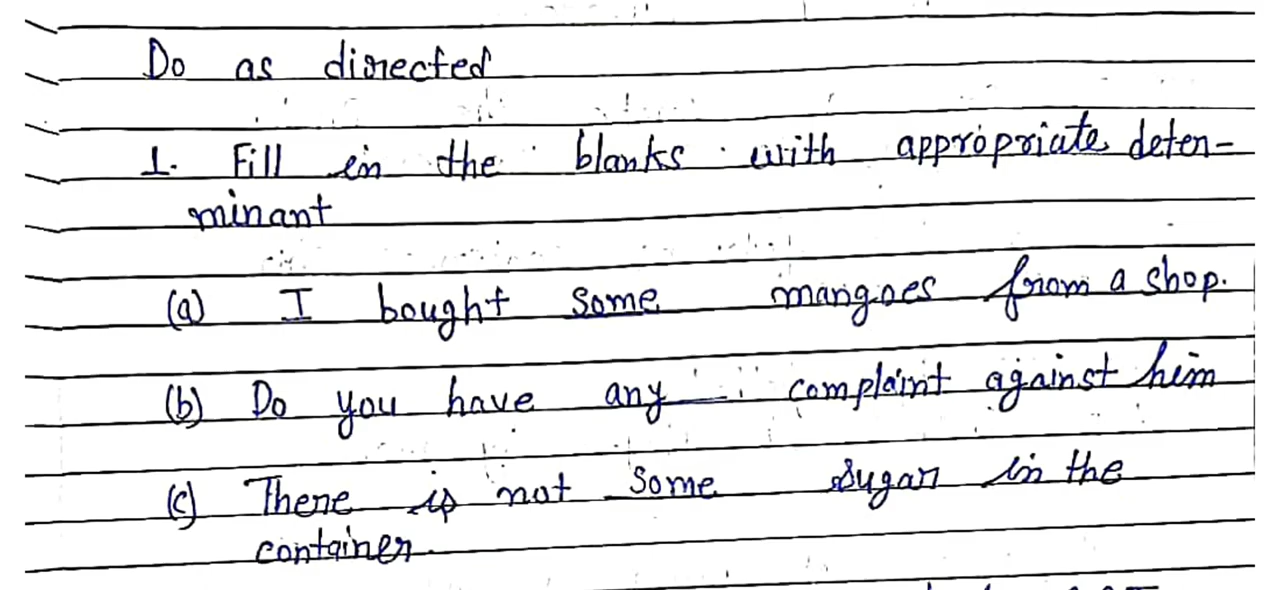 Do as directed
1. Fill in the blanks with appropriate deter-
minant
(a) I bought some mangoes from a shop.
(b) Do you have any complaint against him
(c) There is not some sugar in the
container.